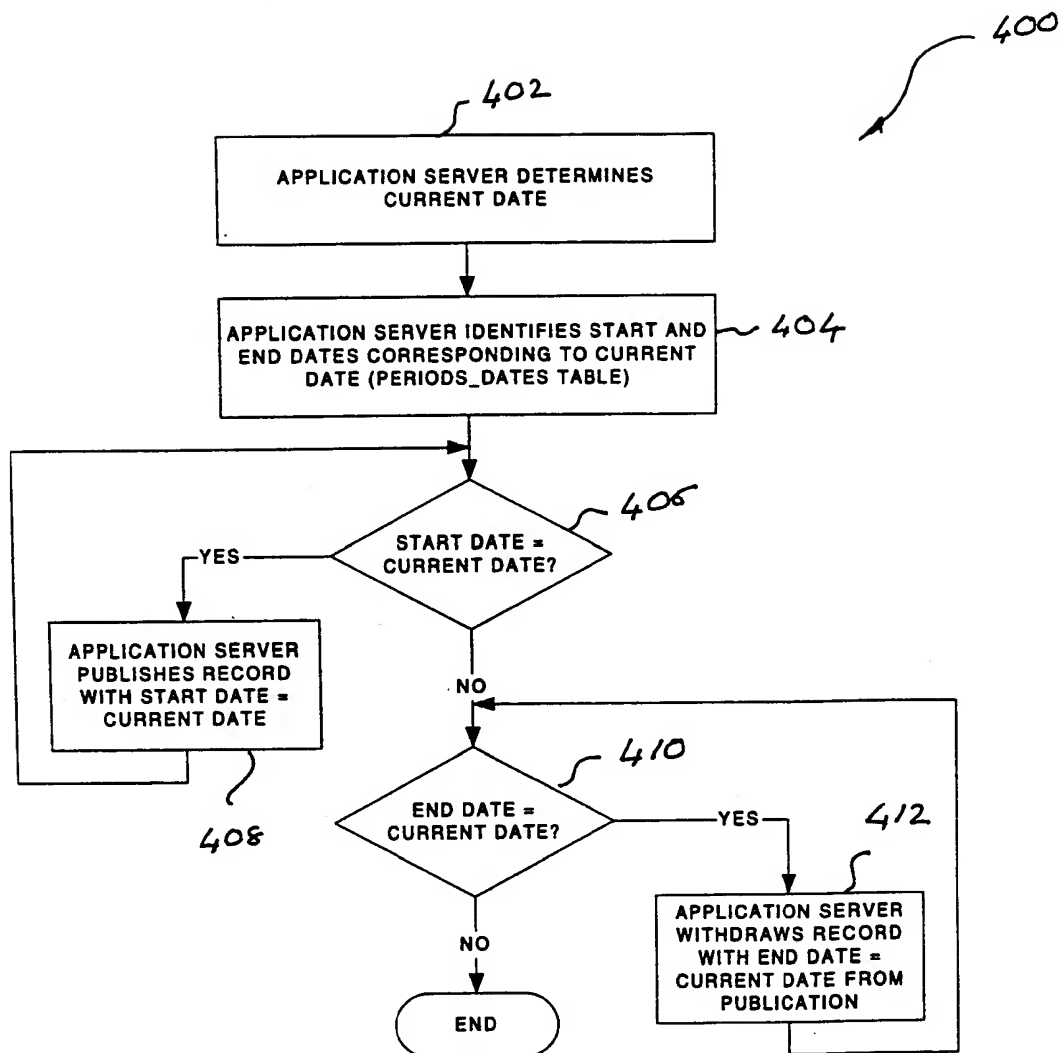 400
402
APPLICATION SERVER DETERMINES
CURRENT DATE
APPLICATION SERVER IDENTIFIES START AND
END DATES CORRESPONDING TO CURRENT
DATE (PERIODS_DATES TABLE)
404
406
START DATE =
CURRENT DATE?
YES
APPLICATION SERVER
PUBLISHES RECORD
WITH START DATE =
CURRENT DATE
408
NO
410
END DATE =
CURRENT DATE?
YES
412
APPLICATION SERVER
WITHDRAWS RECORD
WITH END DATE =
CURRENT DATE FROM
PUBLICATION
NO
END